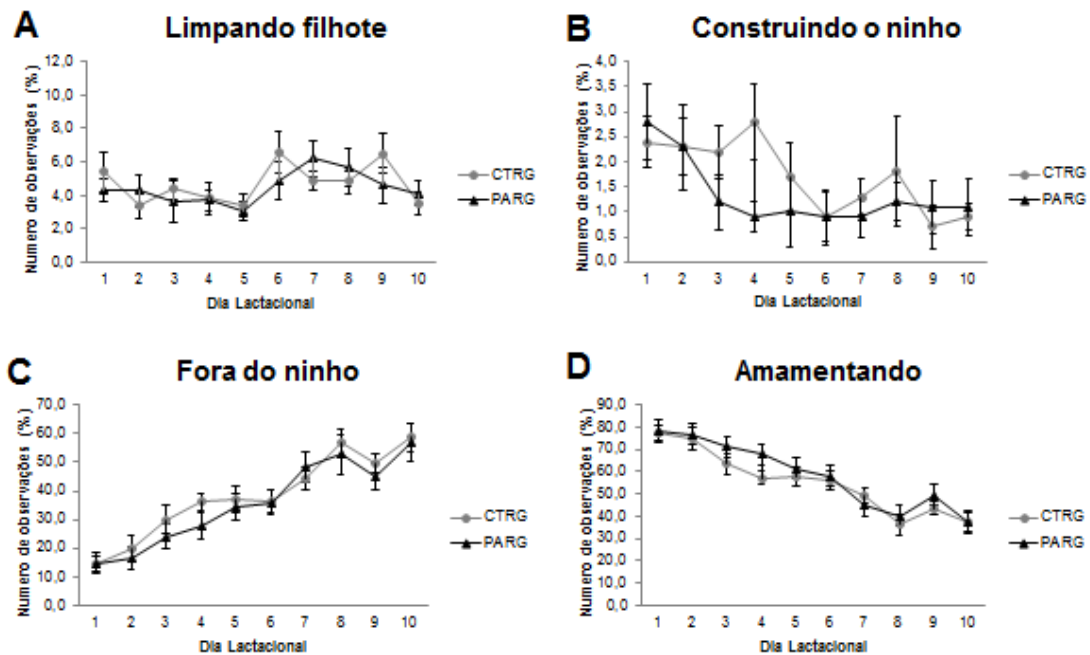 A
Limpando filhote
Numero de observações (%)
12,0
10,0
8,0
6,0
4,0
2,0
0,0
1 2 3 4 5 6 7 8 9 10
Dia Lactacional
CTRG
PARG
B
Construindo o ninho
Numero de observações (%)
4,0
3,5
3,0
2,5
2,0
1,5
1,0
0,5
0,0
1 2 3 4 5 6 7 8 9 10
Dia Lactacional
CTRG
PARG
C
Fora do ninho
Numero de observações (%)
70,0
60,0
50,0
40,0
30,0
20,0
10,0
0,0
1 2 3 4 5 6 7 8 9 10
Dia Lactacional
CTRG
PARG
D
Amamentando
Numero de observações (%)
90,0
80,0
70,0
60,0
50,0
40,0
30,0
20,0
10,0
0,0
1 2 3 4 5 6 7 8 9 10
Dia Lactacional
CTRG
PARG